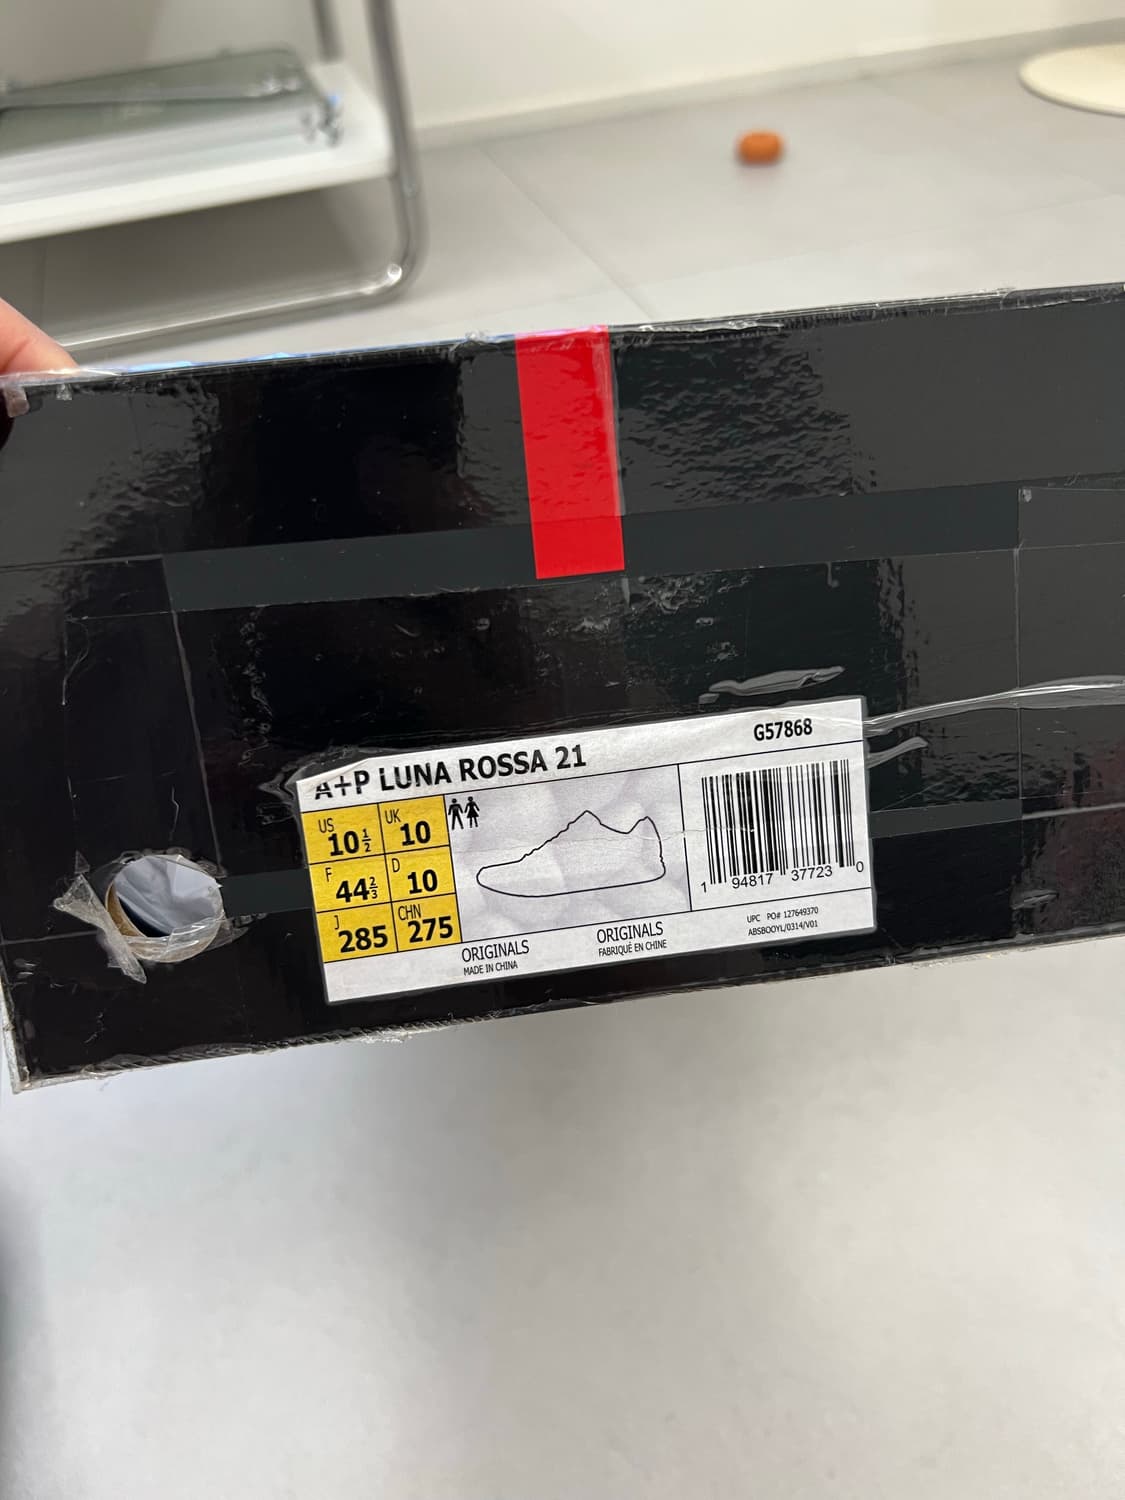 A+P LUNA ROSSA 21
G57868
US 10½ UK 10
F 44⅔ D 10
J 285 CHN 275
ORIGINALS
MADE IN CHINA
ORIGINALS
FABRIQUÉ EN CHINE
1 94817 37723 0
UPC PO# 127649370
ABSBOOYL/0314/V01